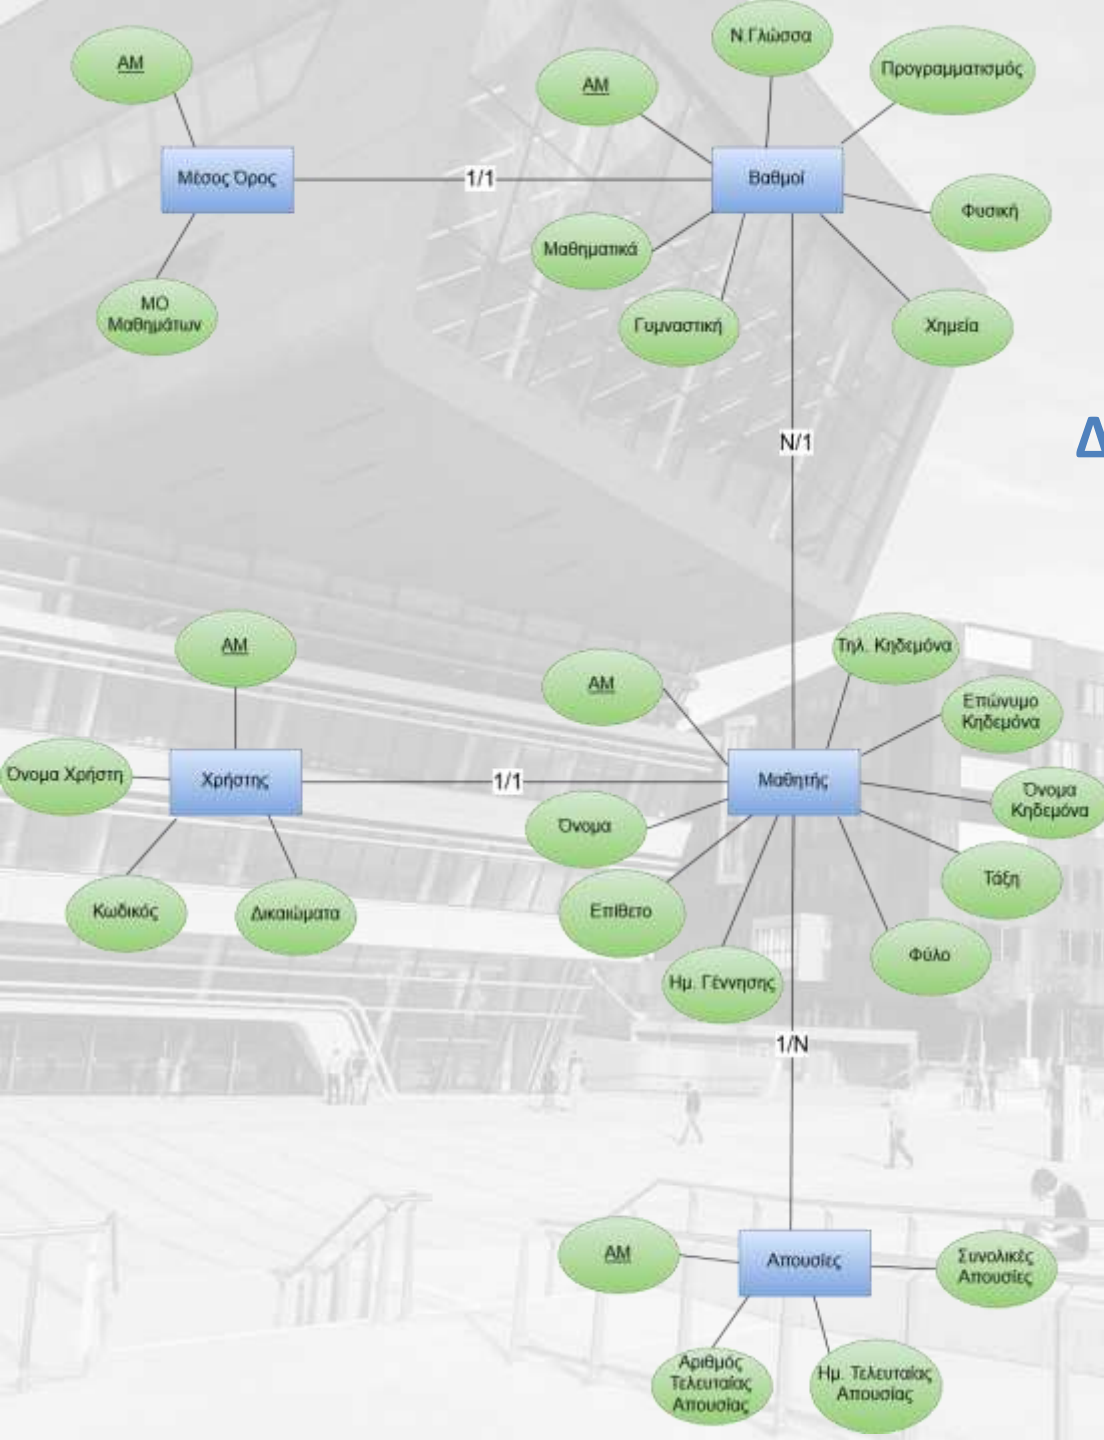 Ν.Γλώσσα
ΑΜ
Προγραμματισμός
ΑΜ
Μέσος Όρος
1/1
Βαθμοί
Φυσική
Μαθηματικά
ΜΟ
Μαθημάτων
Γυμναστική
Χημεία
Δ
N/1
ΑΜ
Τηλ. Κηδεμόνα
ΑΜ
Επώνυμο
Κηδεμόνα
Όνομα Χρήστη
Χρήστης
1/1
Μαθητής
Όνομα
Κηδεμόνα
Όνομα
Τάξη
Κωδικός
Δικαιώματα
Επίθετο
Φύλο
Ημ. Γέννησης
1/N
ΑΜ
Απουσίες
Συνολικές
Απουσίες
Αριθμός
Τελευταίας
Απουσίας
Ημ. Τελευταίας
Απουσίας